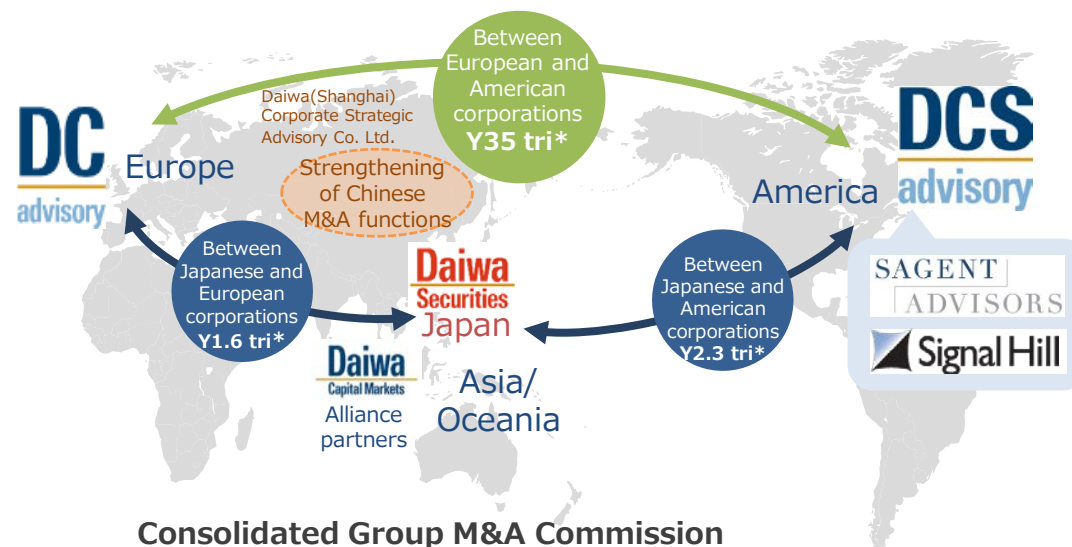 Between
European and
American
corporations
Y35 tri*
Daiwa(Shanghai)
Corporate Strategic
Advisory Co. Ltd.
Strengthening
of Chinese
M&A functions
DC
advisory
Europe
DCS
advisory
America
SAGENT
ADVISORS
Signal Hill
Between
Japanese and
European
corporations
Y1.6 tri*
Daiwa
Securities
Japan
Between
Japanese and
American
corporations
Y2.3 tri*
Daiwa
Capital Markets
Alliance
partners
Asia/
Oceania
Consolidated Group M&A Commission